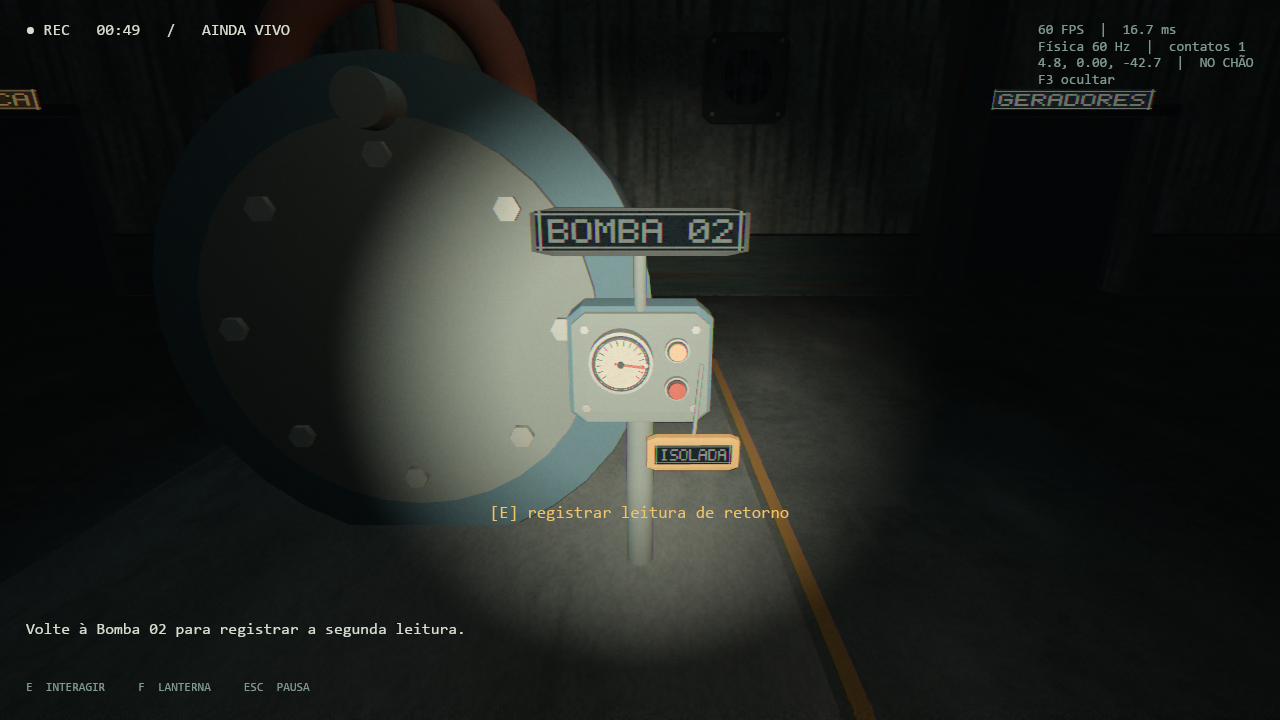 ● REC 00:49 / AINDA VIVO
60 FPS | 16.7 ms
Física 60 Hz | contatos 1
4.8, 0.00, -42.7 | NO CHÃO
F3 ocultar
CA
GERADORES
BOMBA 02
ISOLADA
[E] registrar leitura de retorno
Volte à Bomba 02 para registrar a segunda leitura.
E INTERAGIR F LANTERNA ESC PAUSA